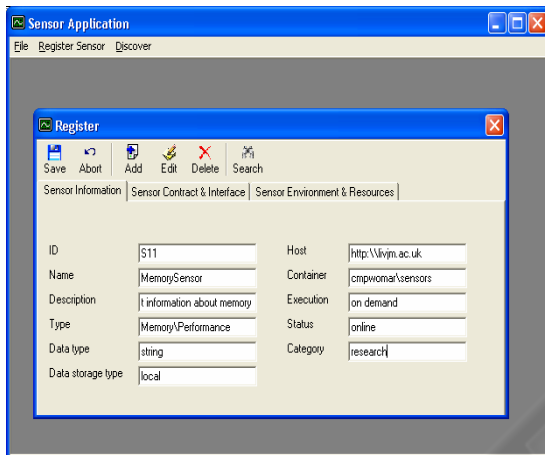 Sensor Application
File Register Sensor Discover
Register
Save Abort Add Edit Delete Search
Sensor Information Sensor Contract & Interface Sensor Environment & Resources
ID S11 Host http:\\livjm.ac.uk
Name MemorySensor Container cmpwomar\sensors
Description t information about memory Execution on demand
Type Memory\Performance Status online
Data type string Category research
Data storage type local